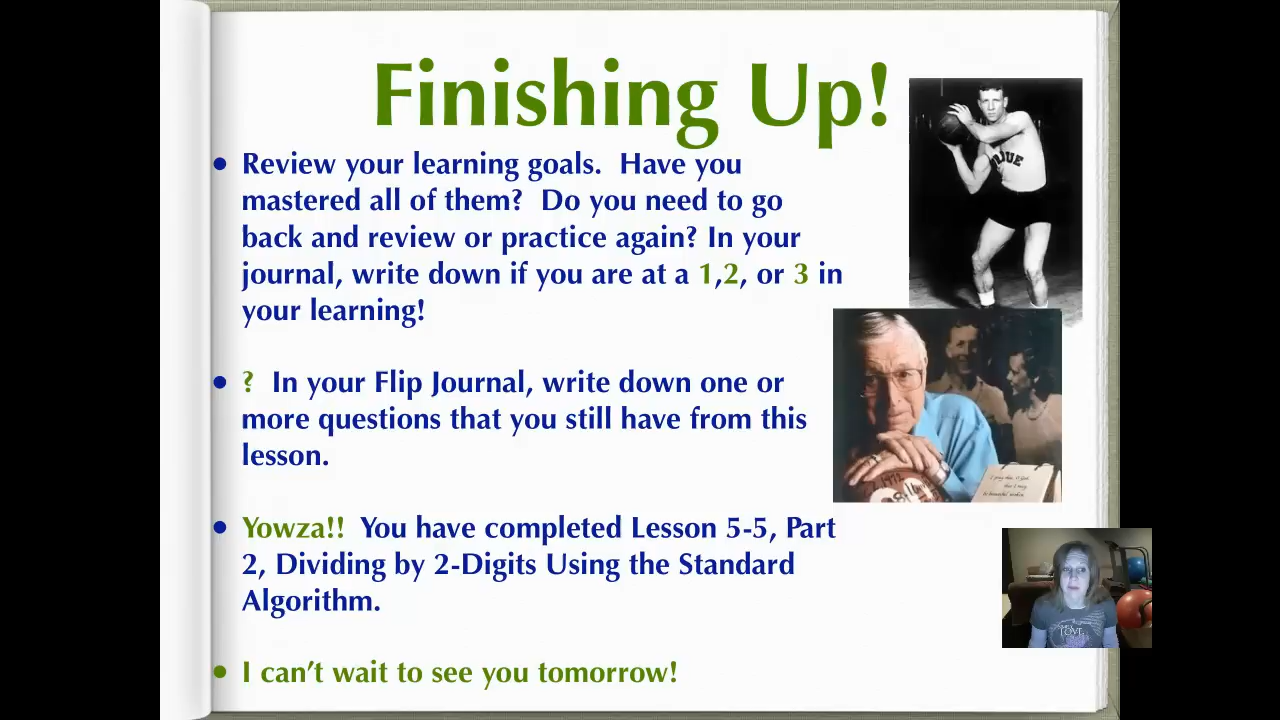 Finishing Up!
• Review your learning goals.  Have you
mastered all of them?  Do you need to go
back and review or practice again? In your
journal, write down if you are at a 1,2, or 3 in
your learning!
• ?  In your Flip Journal, write down one or
more questions that you still have from this
lesson.
• Yowza!!  You have completed Lesson 5-5, Part
2, Dividing by 2-Digits Using the Standard
Algorithm.
• I can’t wait to see you tomorrow!